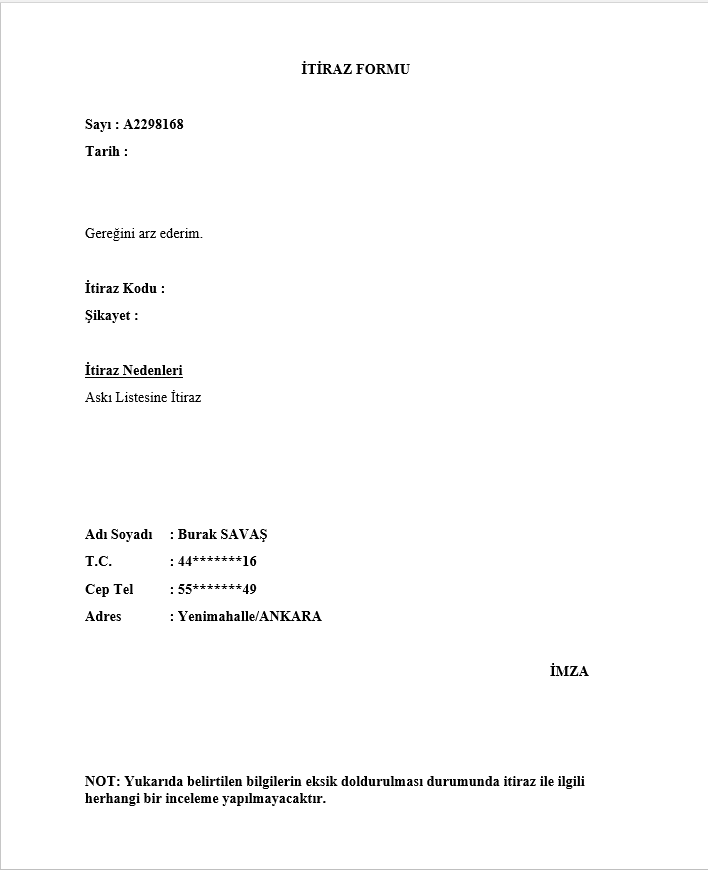 İTİRAZ FORMU
Sayı : A2298168
Tarih :
Gereğini arz ederim.
İtiraz Kodu :
Şikayet :
İtiraz Nedenleri
Askı Listesine İtiraz
Adı Soyadı : Burak SAVAŞ
T.C. : 44*******16
Cep Tel : 55*******49
Adres : Yenimahalle/ANKARA
İMZA
NOT: Yukarıda belirtilen bilgilerin eksik doldurulması durumunda itiraz ile ilgili
herhangi bir inceleme yapılmayacaktır.